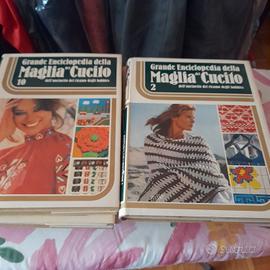 Grande Enciclopedia della
Maglia e Cucito
10
dell'uncinetto del ricamo degli hobbies
Grande Enciclopedia della
Maglia e Cucito
2
dell'uncinetto del ricamo degli hobbies
Subito